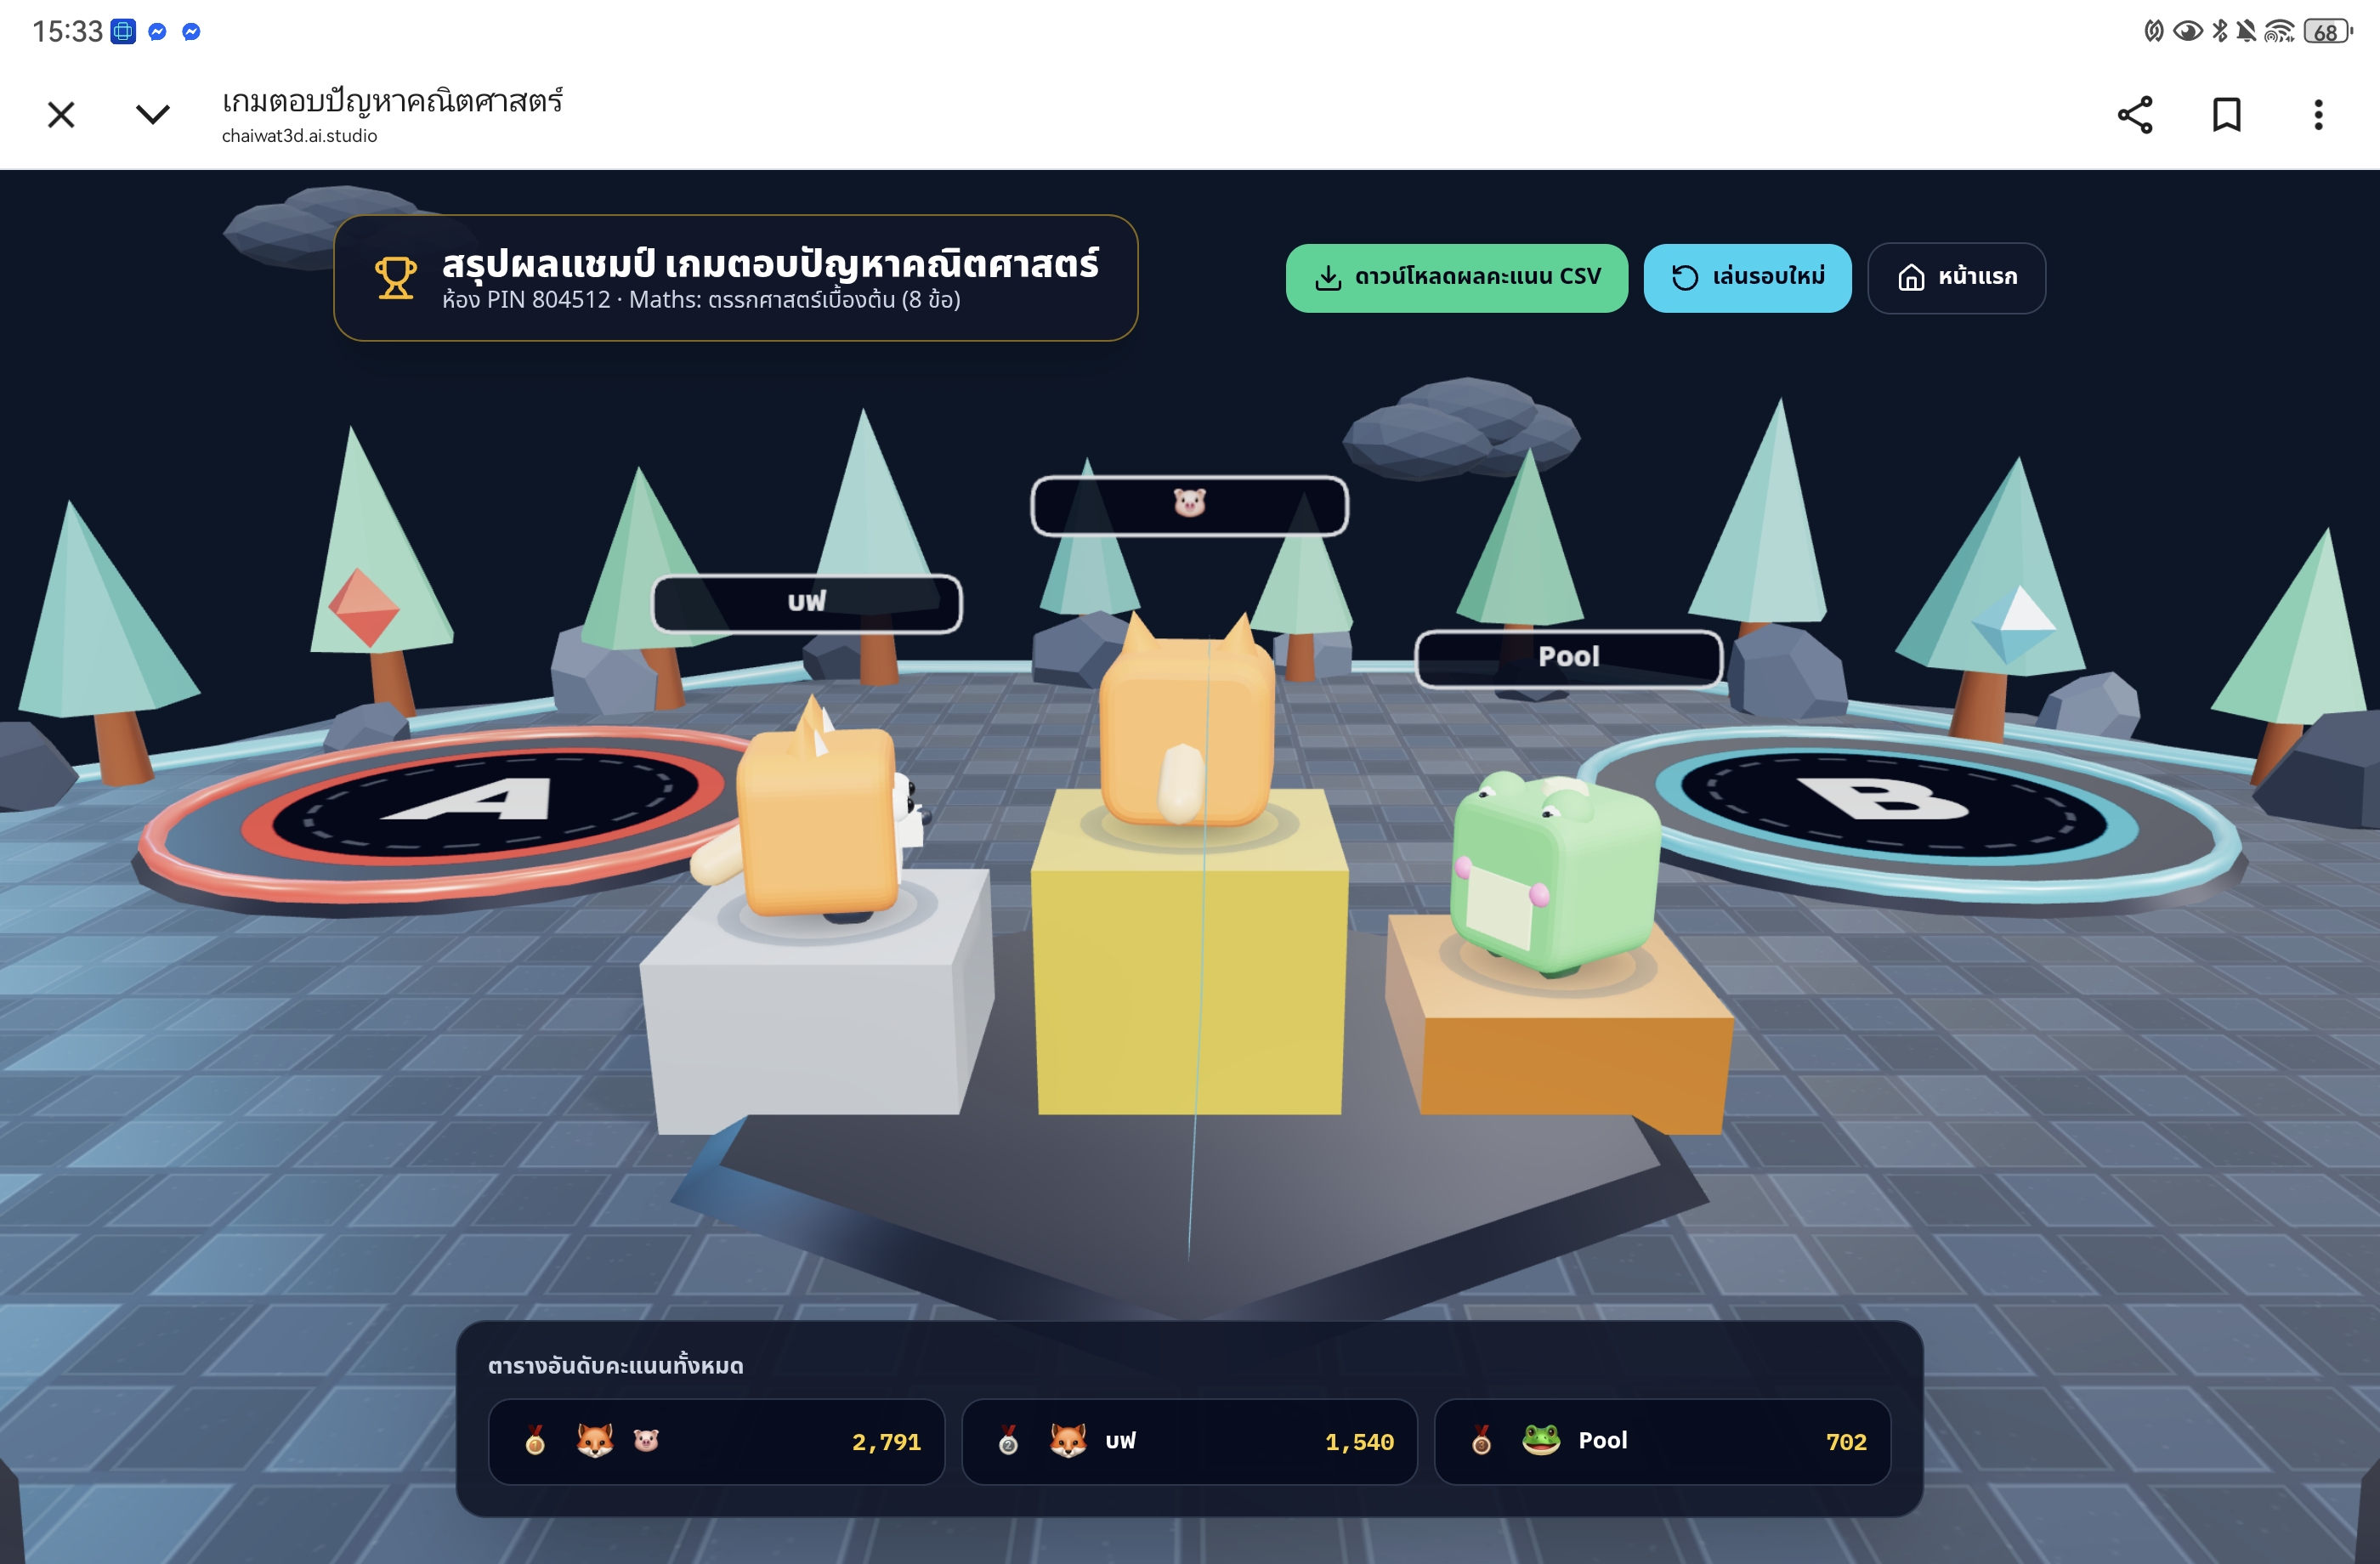 15:33
68
เกมตอบปัญหาคณิตศาสตร์
chaiwat3d.ai.studio
สรุปผลแชมป์ เกมตอบปัญหาคณิตศาสตร์
ห้อง PIN 804512 · Maths: ตรรกศาสตร์เบื้องต้น (8 ข้อ)
ดาวน์โหลดผลคะแนน CSV
เล่นรอบใหม่
หน้าแรก
🐷
บฟ
Pool
A
B
ตารางอันดับคะแนนทั้งหมด
🥇 🦊 🐷 2,791
🥈 🦊 บฟ 1,540
🥉 🐸 Pool 702